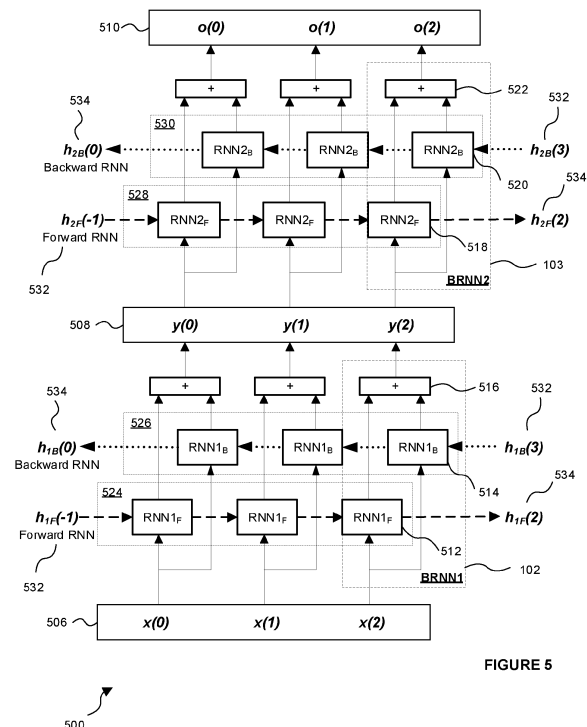 510 o(0) o(1) o(2)
+ + + 522
534 530 532
h2B(0) RNN2B RNN2B RNN2B h2B(3)
Backward RNN 520
528 534
h2F(-1) RNN2F RNN2F RNN2F h2F(2)
Forward RNN 518
532 BRNN2 103
508 y(0) y(1) y(2)
+ + + 516
534 526 532
h1B(0) RNN1B RNN1B RNN1B h1B(3)
Backward RNN 514
524 534
h1F(-1) RNN1F RNN1F RNN1F h1F(2)
Forward RNN 512
532 BRNN1 102
506 x(0) x(1) x(2)
FIGURE 5
500